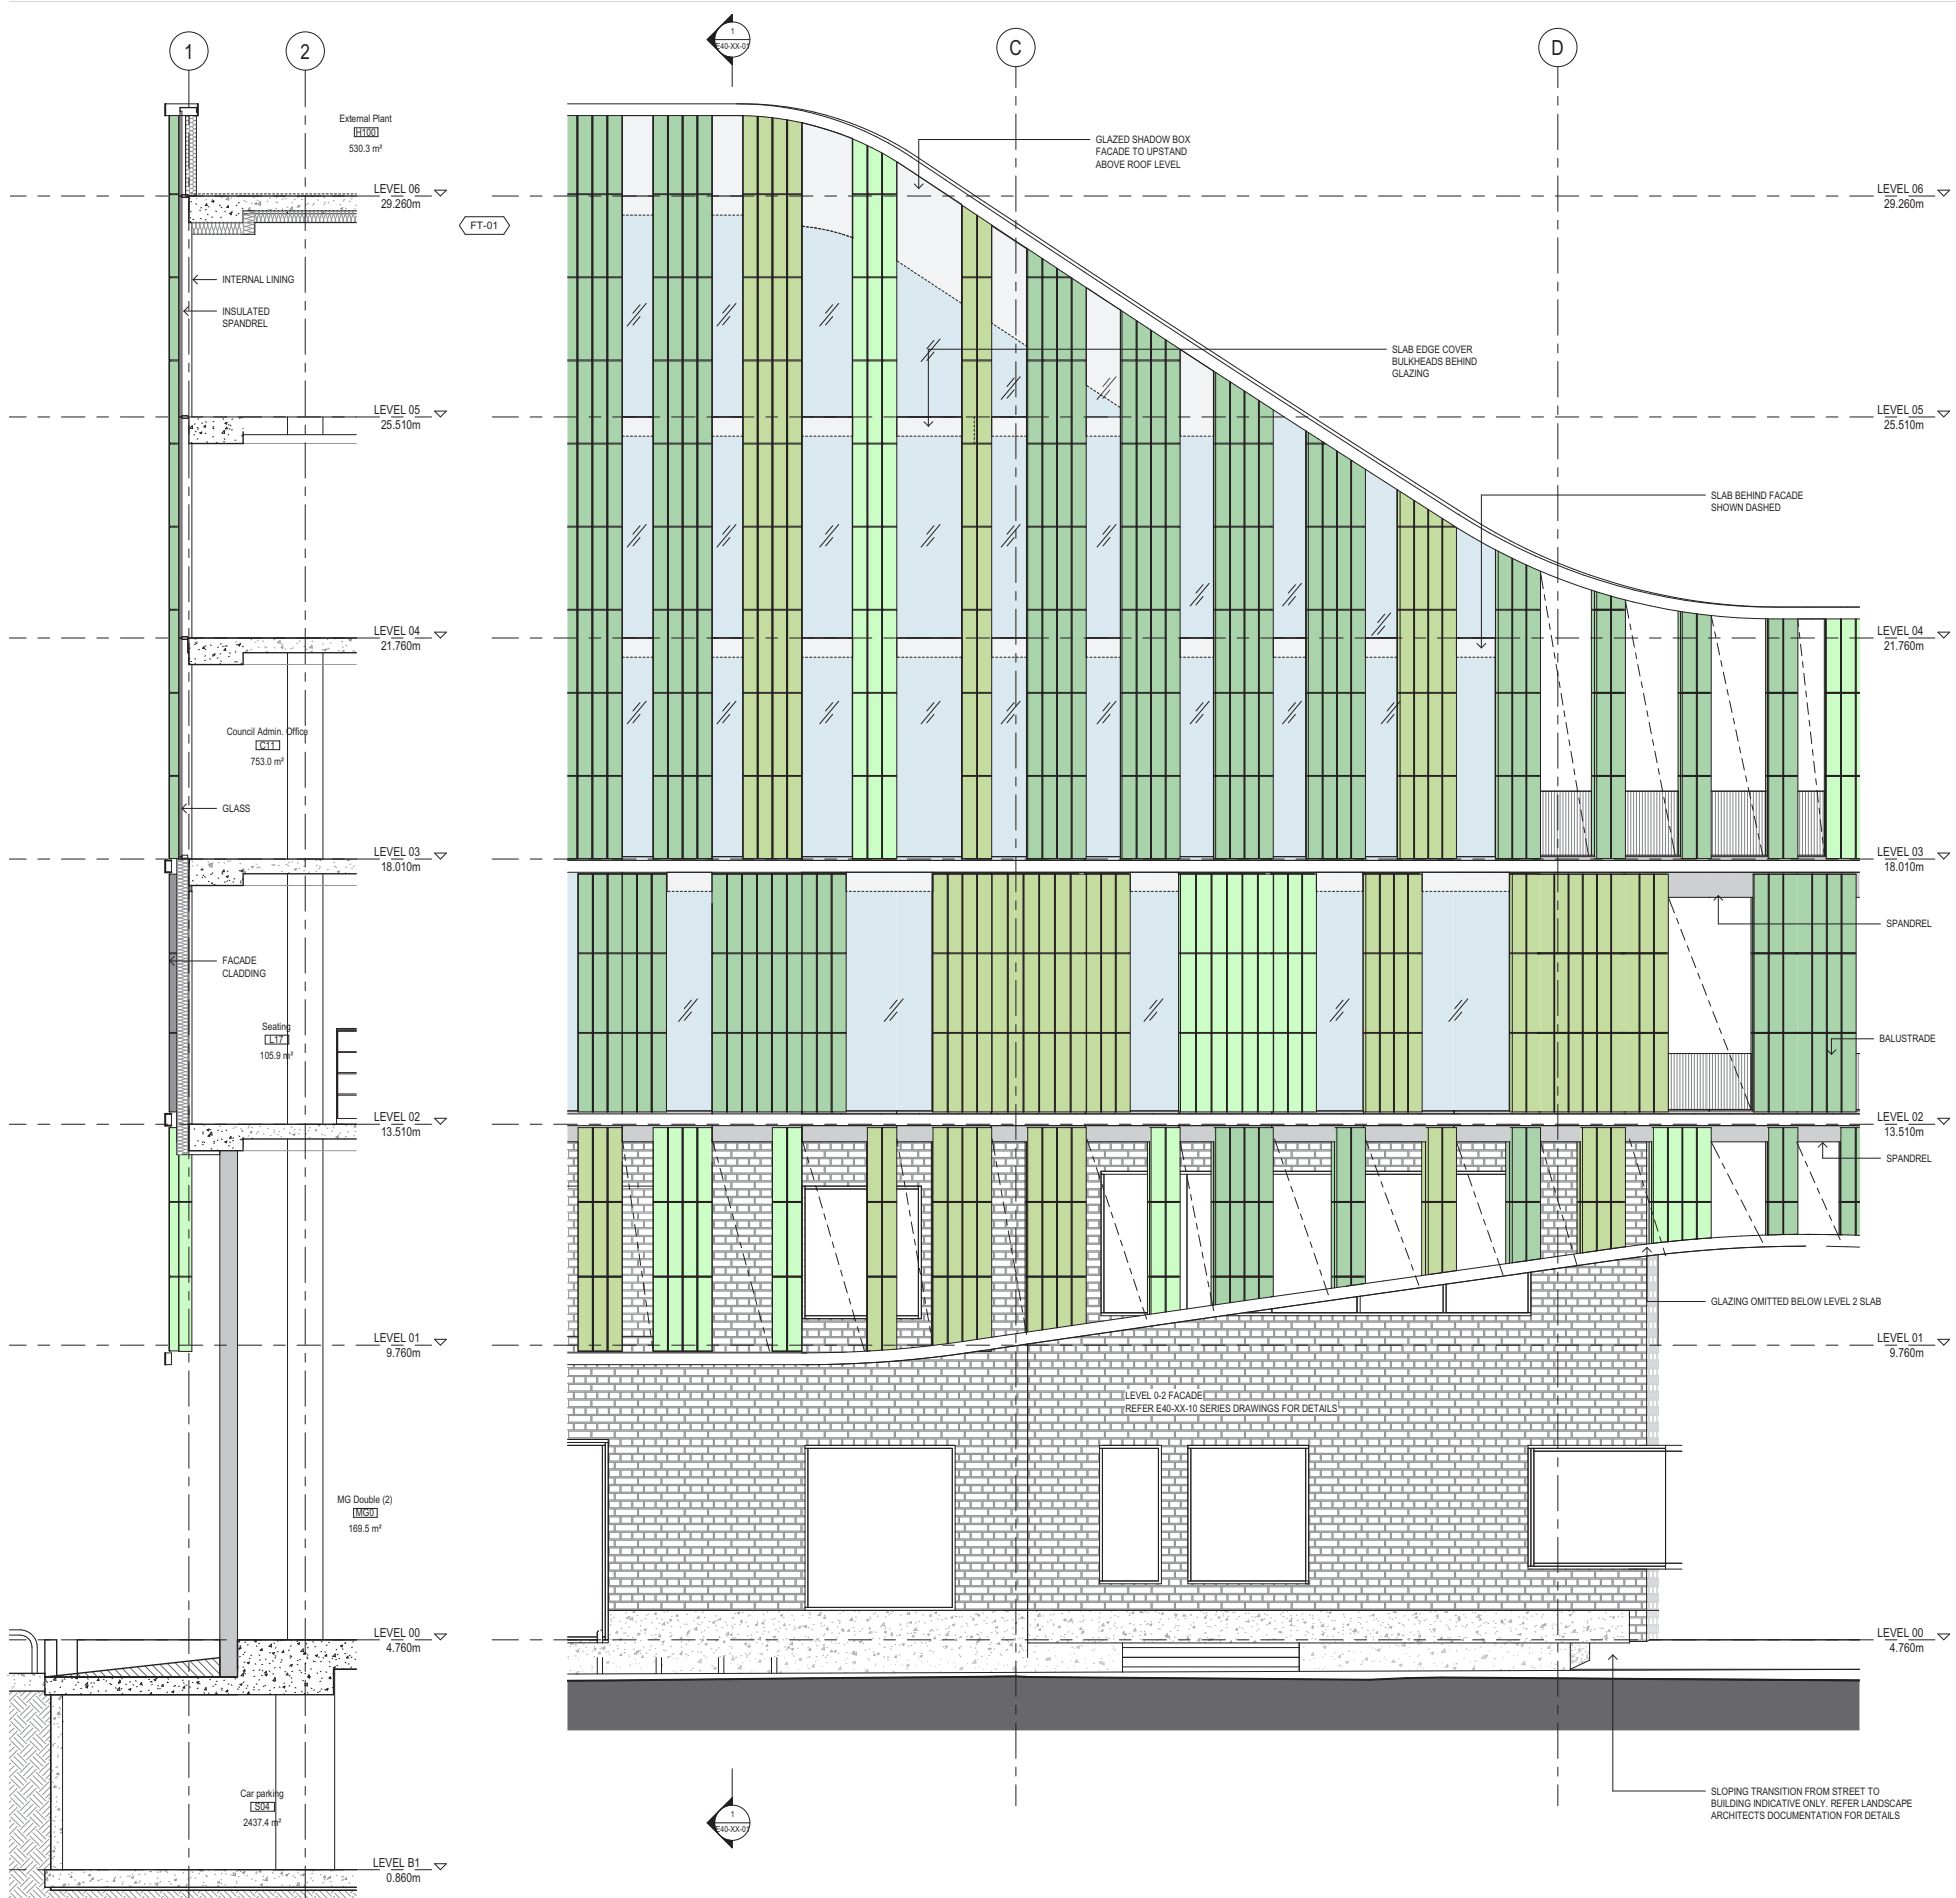 1
2
1
E40-XX-01
C
D
External Plant
H100
530.3 m²
GLAZED SHADOW BOX
FACADE TO UPSTAND
ABOVE ROOF LEVEL
LEVEL 06
29.260m
LEVEL 06
29.260m
FT-01
INTERNAL LINING
INSULATED
SPANDREL
SLAB EDGE COVER
BULKHEADS BEHIND
GLAZING
LEVEL 05
25.510m
LEVEL 05
25.510m
SLAB BEHIND FACADE
SHOWN DASHED
LEVEL 04
21.760m
LEVEL 04
21.760m
Council Admin. Office
C11
753.0 m²
GLASS
LEVEL 03
18.010m
LEVEL 03
18.010m
SPANDREL
FACADE
CLADDING
Seating
L17
105.9 m²
BALUSTRADE
LEVEL 02
13.510m
LEVEL 02
13.510m
SPANDREL
GLAZING OMITTED BELOW LEVEL 2 SLAB
LEVEL 01
9.760m
LEVEL 01
9.760m
LEVEL 0-2 FACADE
REFER E40-XX-10 SERIES DRAWINGS FOR DETAILS
MG Double (2)
MG0
169.5 m²
LEVEL 00
4.760m
LEVEL 00
4.760m
Car parking
S04
2437.4 m²
SLOPING TRANSITION FROM STREET TO
BUILDING INDICATIVE ONLY. REFER LANDSCAPE
ARCHITECTS DOCUMENTATION FOR DETAILS
1
E40-XX-01
LEVEL B1
0.860m